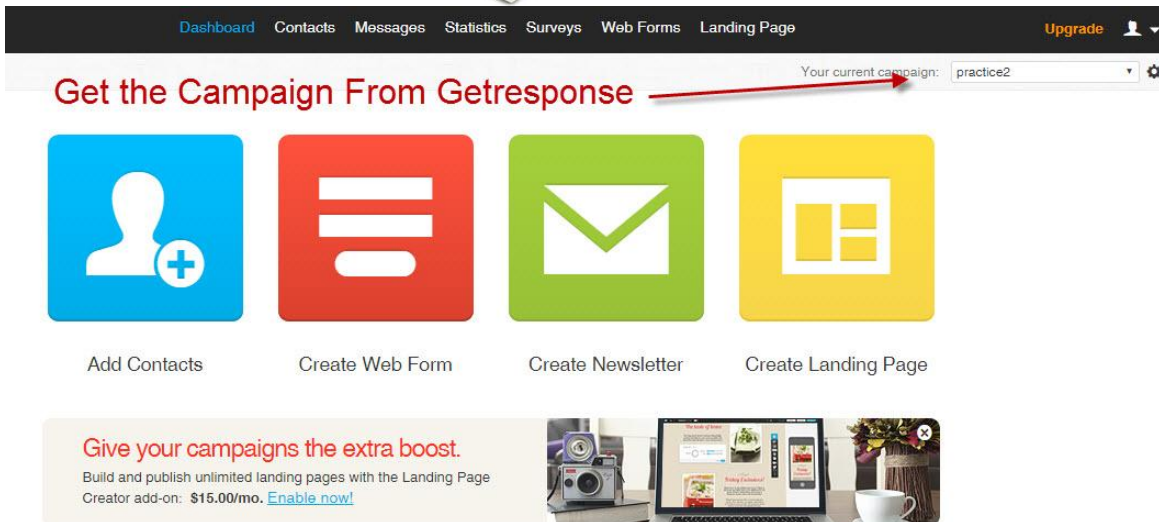 Dashboard Contacts Messages Statistics Surveys Web Forms Landing Page Upgrade
Your current campaign: practice2
Get the Campaign From Getresponse
Add Contacts Create Web Form Create Newsletter Create Landing Page
Give your campaigns the extra boost.
Build and publish unlimited landing pages with the Landing Page
Creator add-on: $15.00/mo. Enable now!